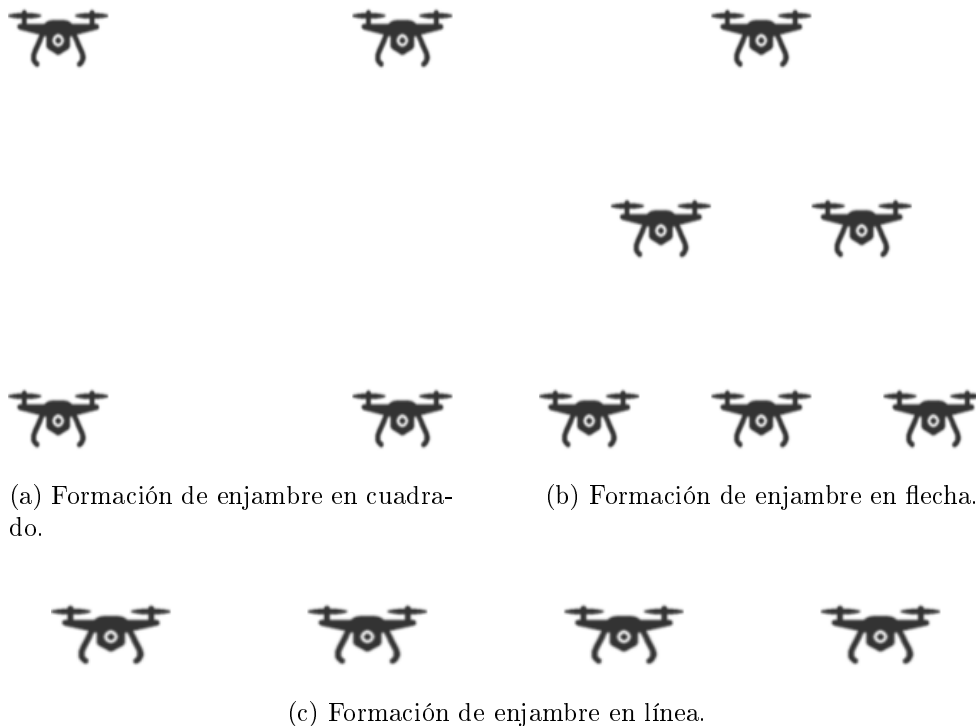 (a) Formación de enjambre en cuadra-
do.
(b) Formación de enjambre en flecha.
(c) Formación de enjambre en línea.